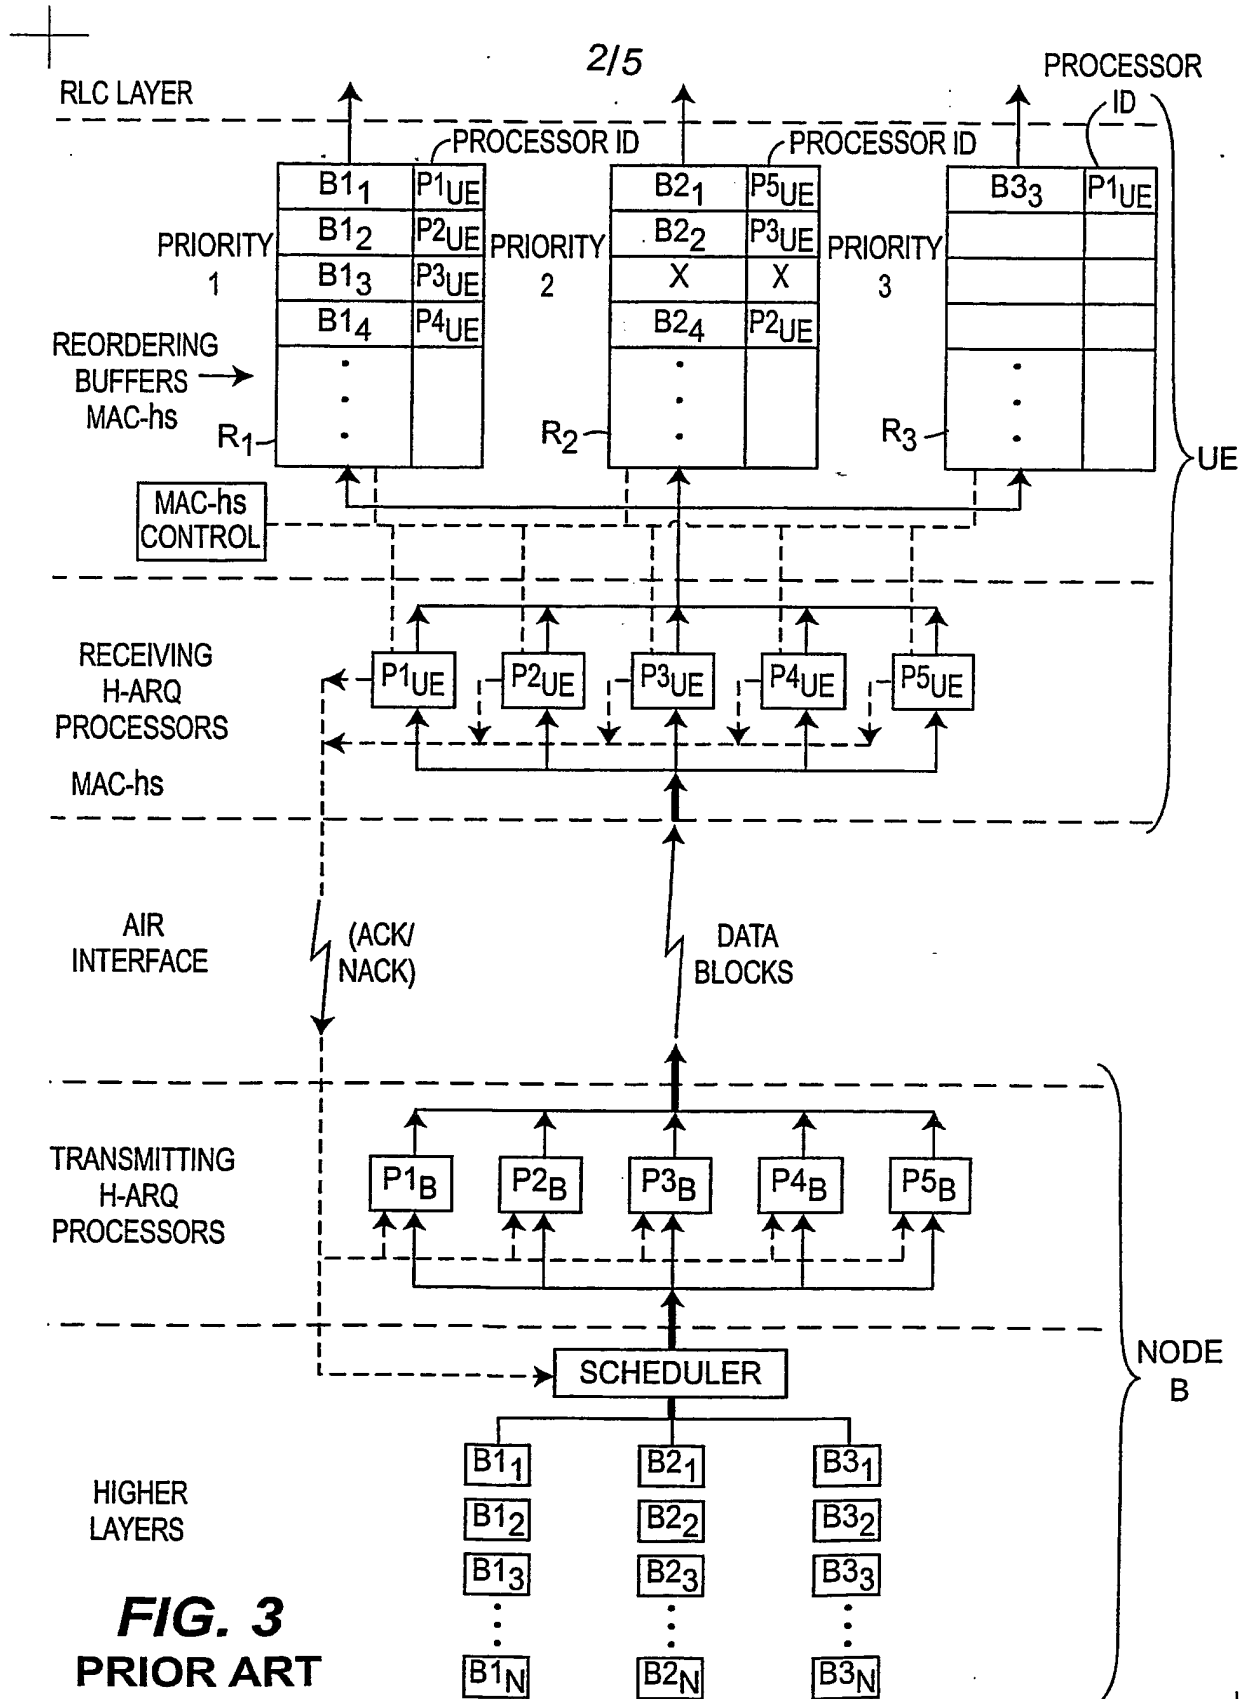 2/5
PROCESSOR
ID
RLC LAYER
PROCESSOR ID
PROCESSOR ID
B1₁ P1UE B2₁ P5UE B3₃ P1UE
B1₂ P2UE B2₂ P3UE
PRIORITY
1
PRIORITY
2
PRIORITY
3
B1₃ P3UE X X
B1₄ P4UE B2₄ P2UE
REORDERING
BUFFERS
MAC-hs
R₁
R₂
R₃
UE
MAC-hs
CONTROL
RECEIVING
H-ARQ
PROCESSORS
MAC-hs
P1UE P2UE P3UE P4UE P5UE
AIR
INTERFACE
(ACK/
NACK)
DATA
BLOCKS
TRANSMITTING
H-ARQ
PROCESSORS
P1B P2B P3B P4B P5B
NODE
B
SCHEDULER
HIGHER
LAYERS
B1₁ B2₁ B3₁
B1₂ B2₂ B3₂
B1₃ B2₃ B3₃
B1N B2N B3N
FIG. 3
PRIOR ART